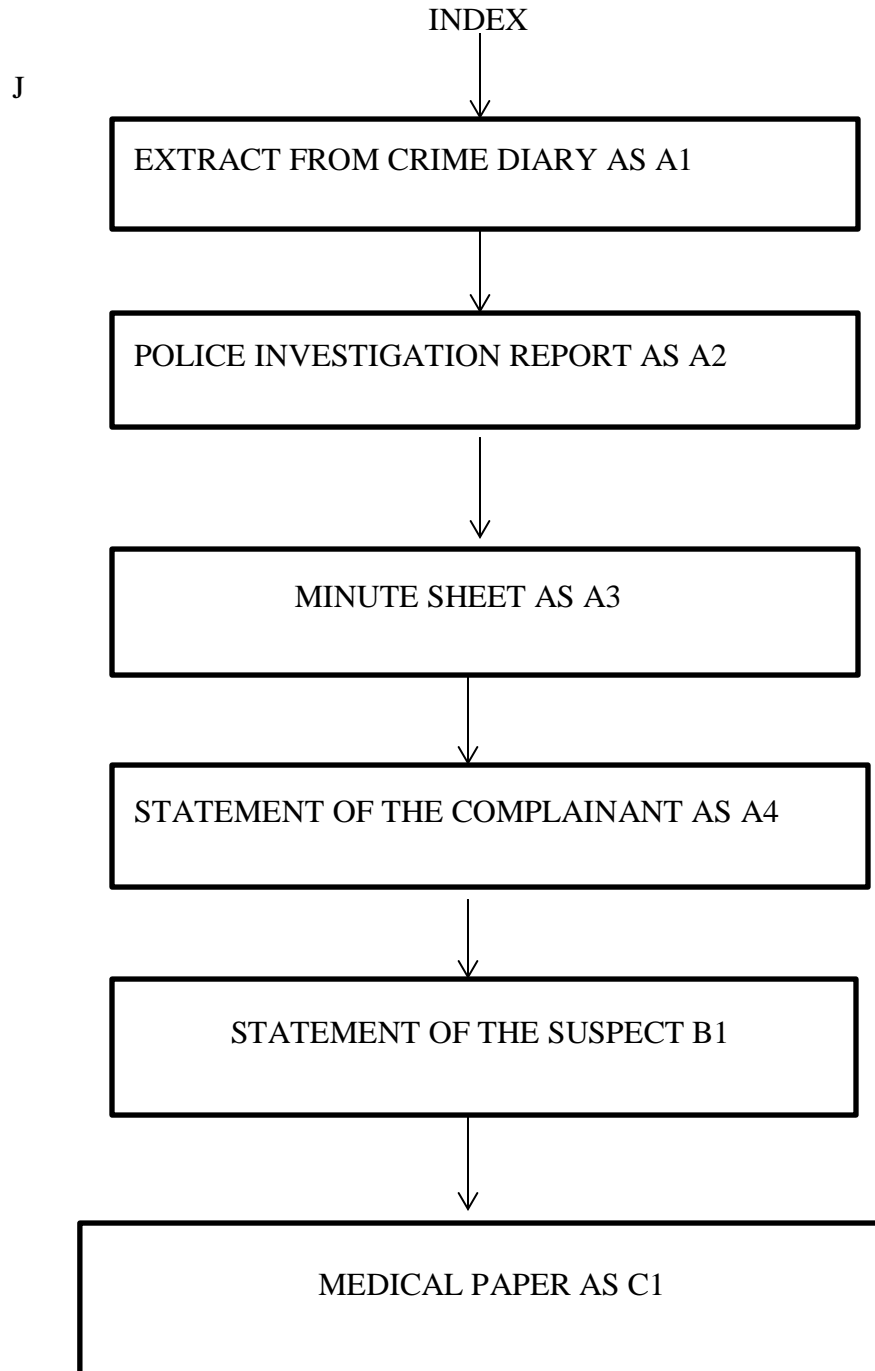 INDEX
J
EXTRACT FROM CRIME DIARY AS A1
POLICE INVESTIGATION REPORT AS A2
MINUTE SHEET AS A3
STATEMENT OF THE COMPLAINANT AS A4
STATEMENT OF THE SUSPECT B1
MEDICAL PAPER AS C1